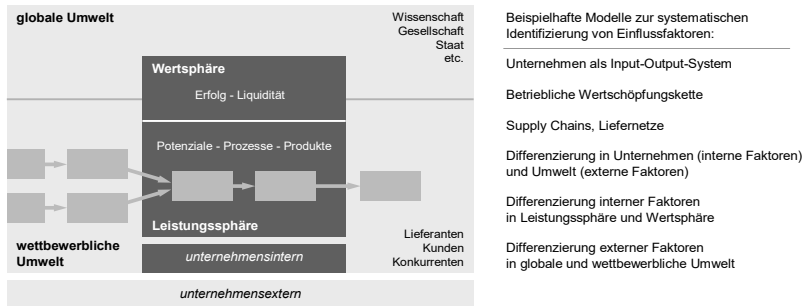 globale Umwelt
Wissenschaft
Gesellschaft
Staat
etc.
Wertsphäre
Erfolg - Liquidität
Potenziale - Prozesse - Produkte
Leistungssphäre
wettbewerbliche
Umwelt
Lieferanten
Kunden
Konkurrenten
unternehmensintern
unternehmensextern
Beispielhafte Modelle zur systematischen
Identifizierung von Einflussfaktoren:
Unternehmen als Input-Output-System
Betriebliche Wertschöpfungskette
Supply Chains, Liefernetze
Differenzierung in Unternehmen (interne Faktoren)
und Umwelt (externe Faktoren)
Differenzierung interner Faktoren
in Leistungssphäre und Wertsphäre
Differenzierung externer Faktoren
in globale und wettbewerbliche Umwelt